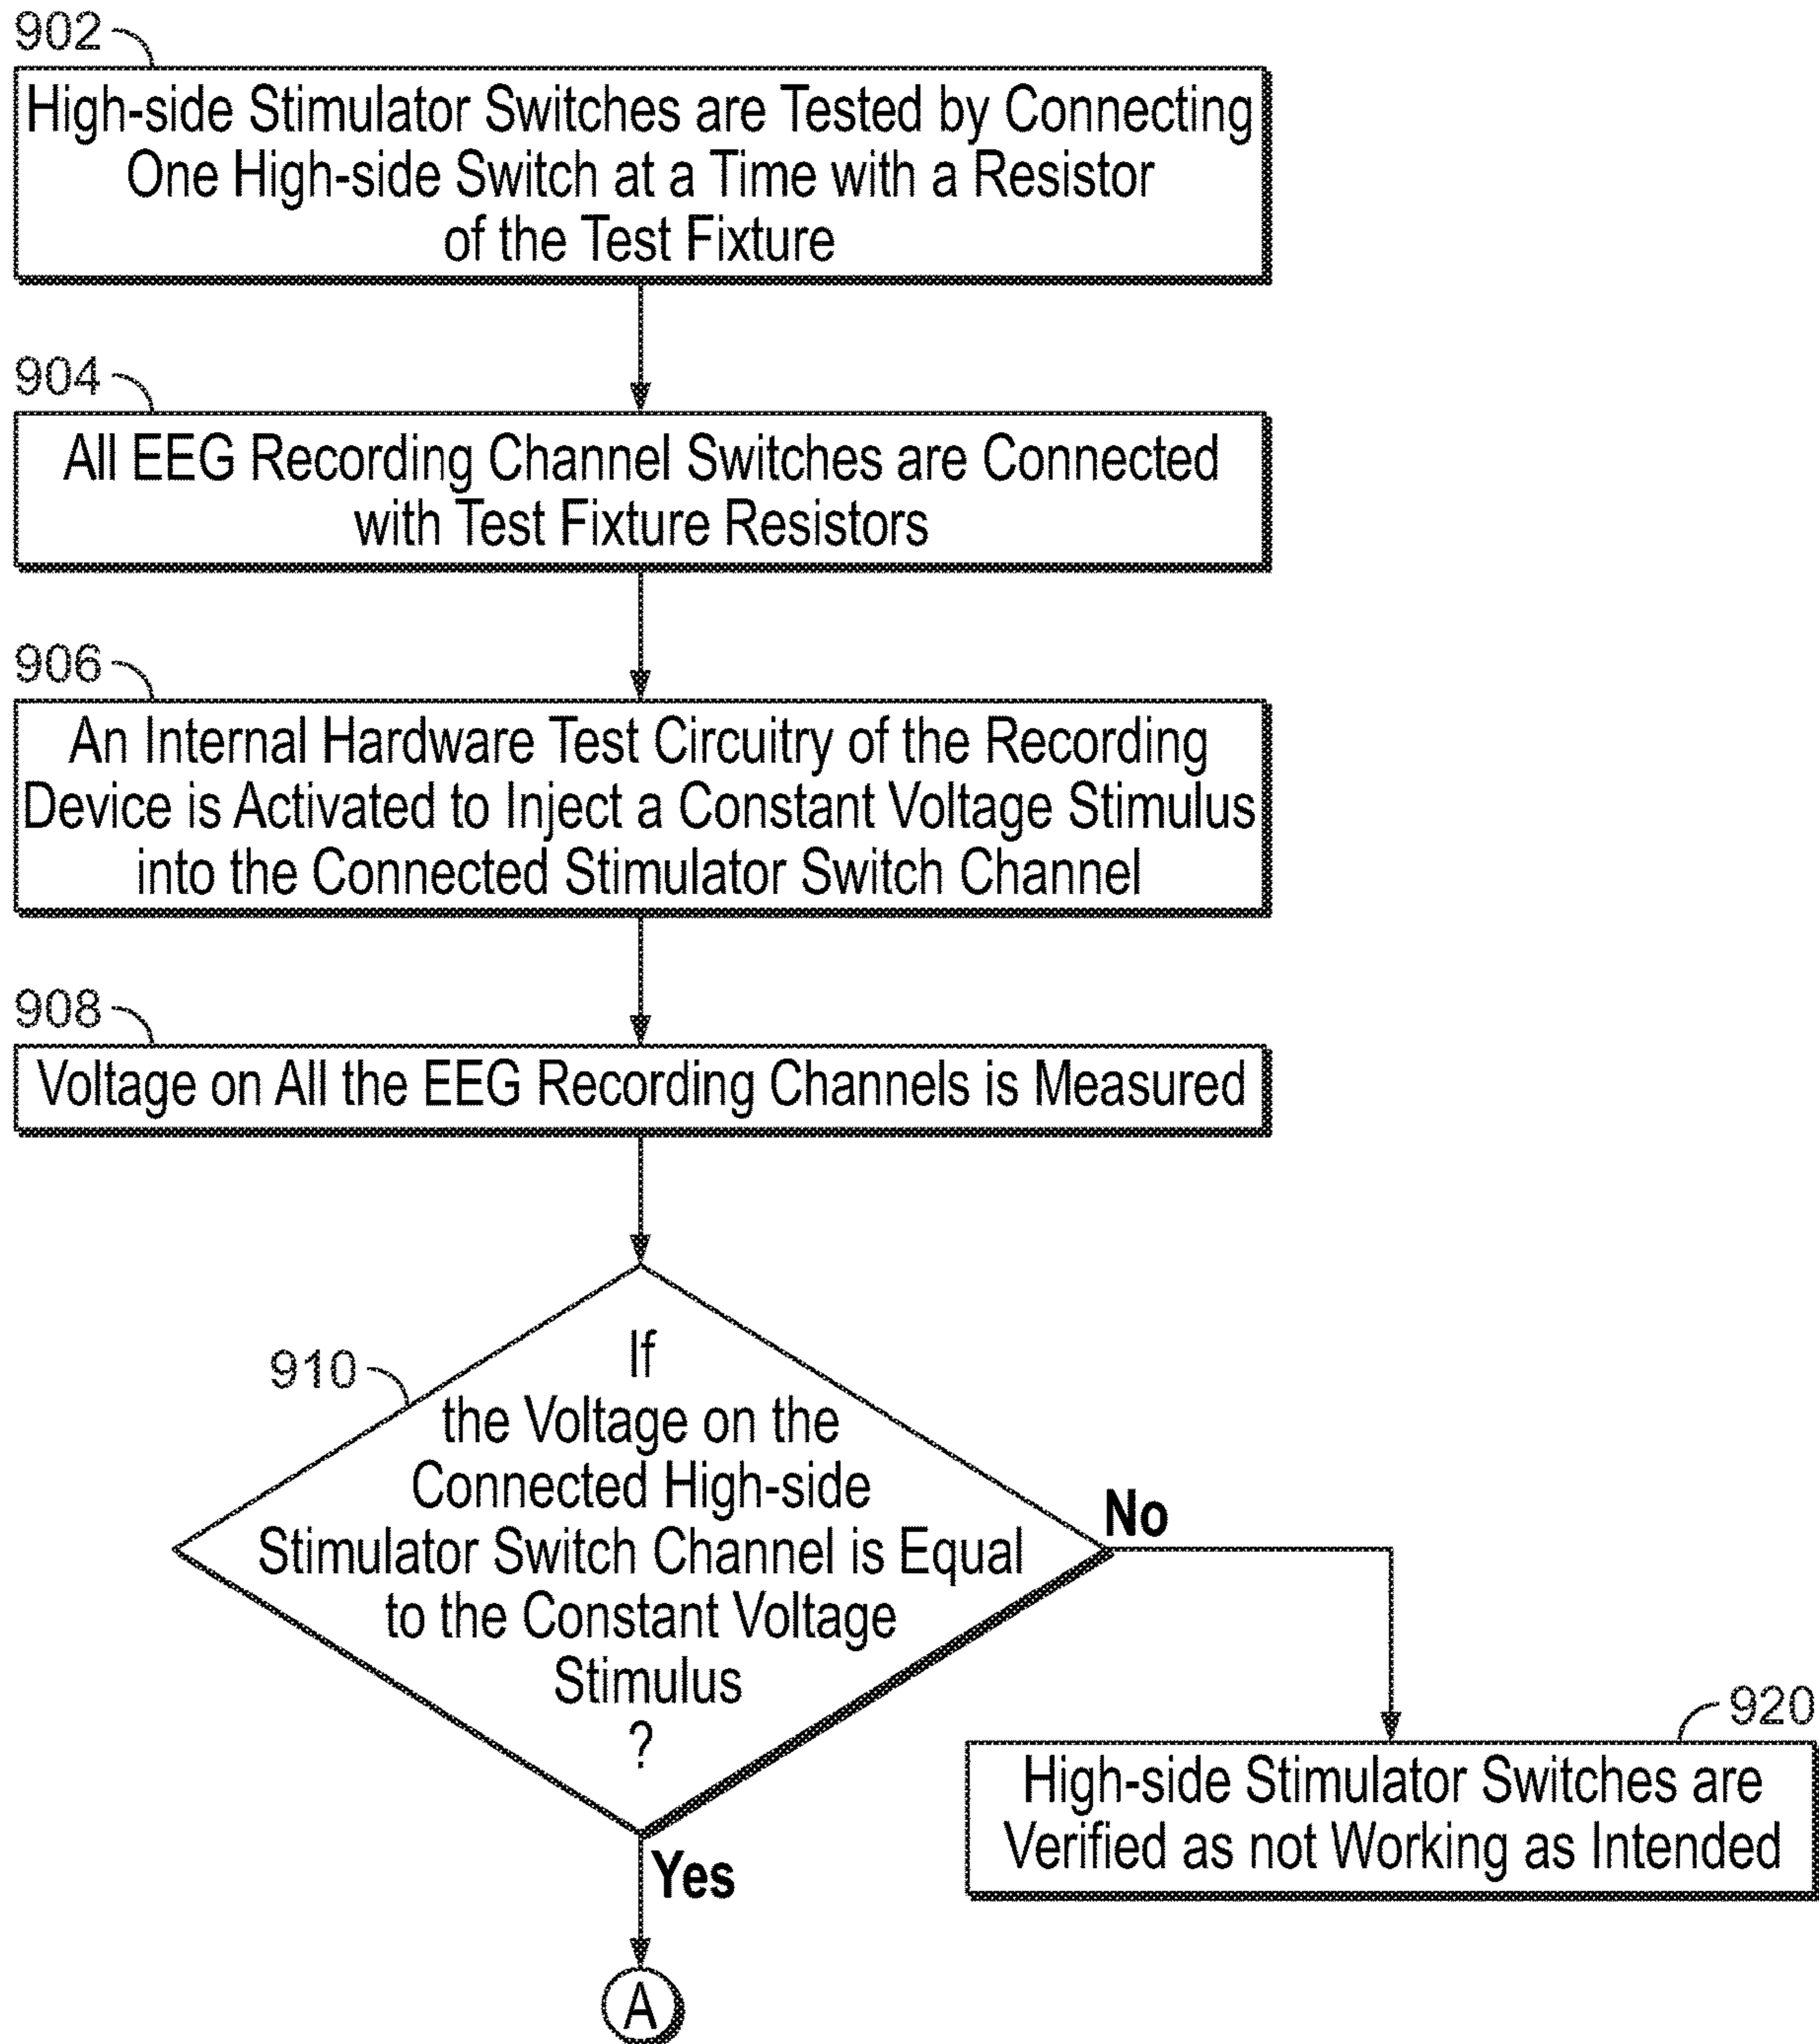 902
High-side Stimulator Switches are Tested by Connecting
One High-side Switch at a Time with a Resistor
of the Test Fixture
904
All EEG Recording Channel Switches are Connected
with Test Fixture Resistors
906
An Internal Hardware Test Circuitry of the Recording
Device is Activated to Inject a Constant Voltage Stimulus
into the Connected Stimulator Switch Channel
908
Voltage on All the EEG Recording Channels is Measured
910
If
the Voltage on the
Connected High-side
Stimulator Switch Channel is Equal
to the Constant Voltage
Stimulus
?
No
920
High-side Stimulator Switches are
Verified as not Working as Intended
Yes
A